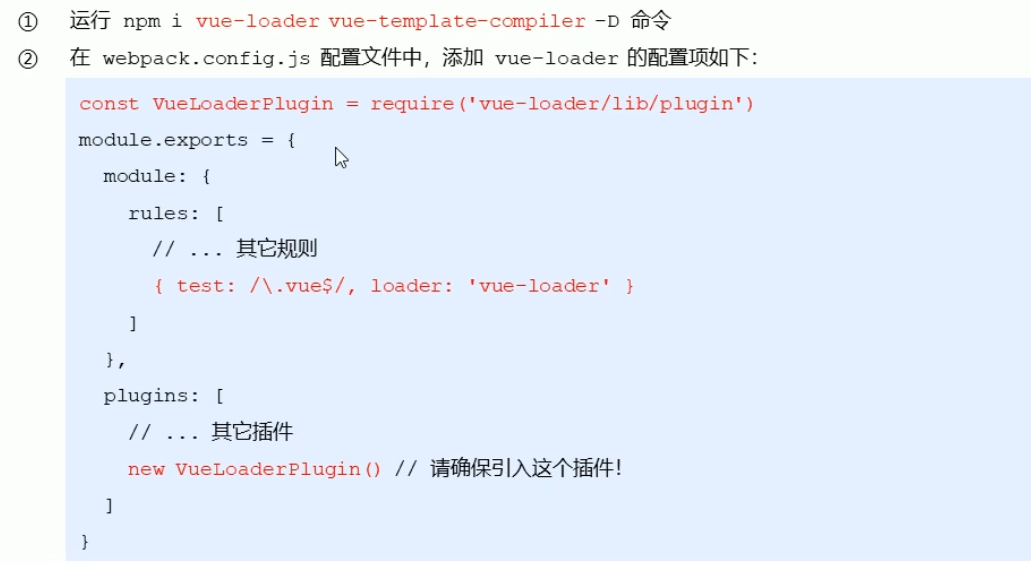 ① 运行 npm i vue-loader vue-template-compiler -D 命令
② 在 webpack.config.js 配置文件中，添加 vue-loader 的配置项如下：
const VueLoaderPlugin = require('vue-loader/lib/plugin')
module.exports = {
  module: {
    rules: [
      // ... 其它规则
      { test: /\.vue$/, loader: 'vue-loader' }
    ]
  },
  plugins: [
    // ... 其它插件
    new VueLoaderPlugin() // 请确保引入这个插件！
  ]
}